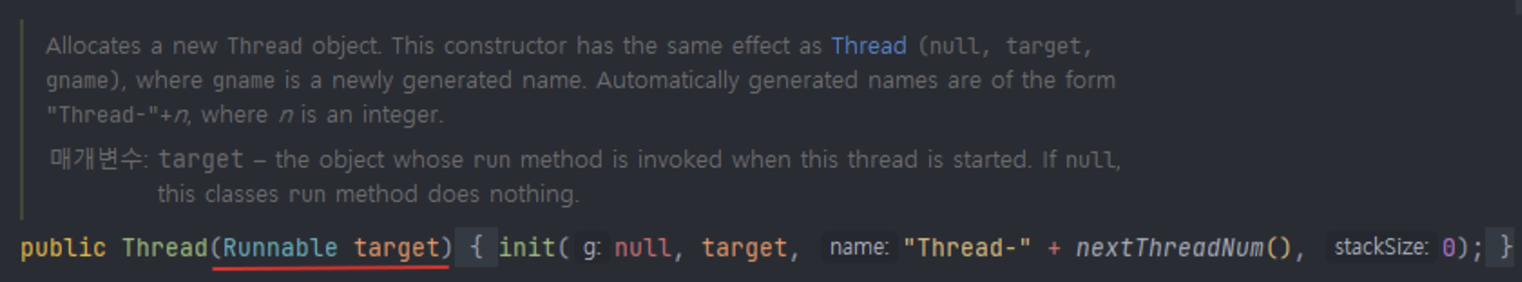 Allocates a new Thread object. This constructor has the same effect as Thread (null, target,
gname), where gname is a newly generated name. Automatically generated names are of the form
"Thread-"+n, where n is an integer.
매개변수: target – the object whose run method is invoked when this thread is started. If null,
this classes run method does nothing.
public Thread(Runnable target) { init( g: null, target, name: "Thread-" + nextThreadNum(), stackSize: 0); }